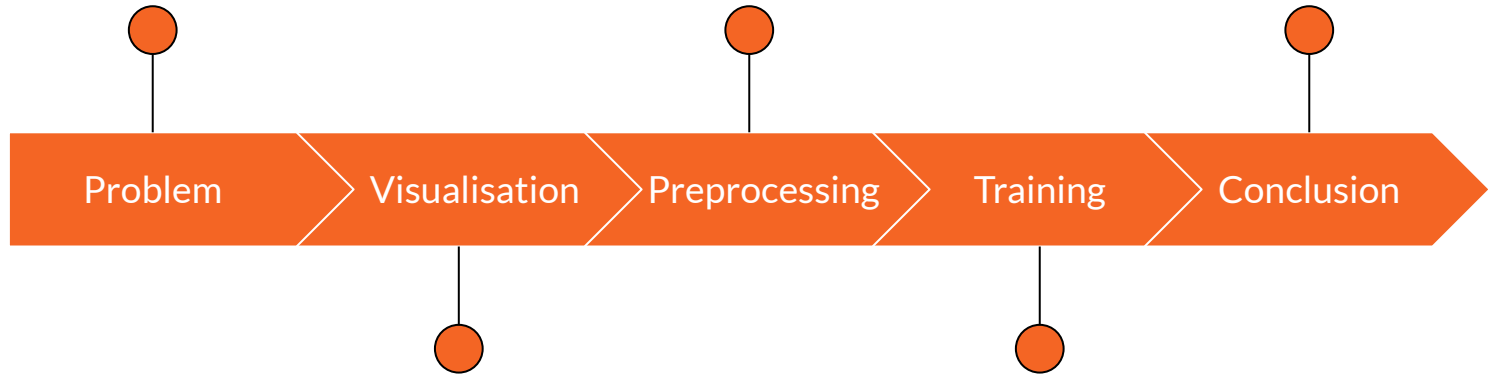 Problem
Visualisation
Preprocessing
Training
Conclusion